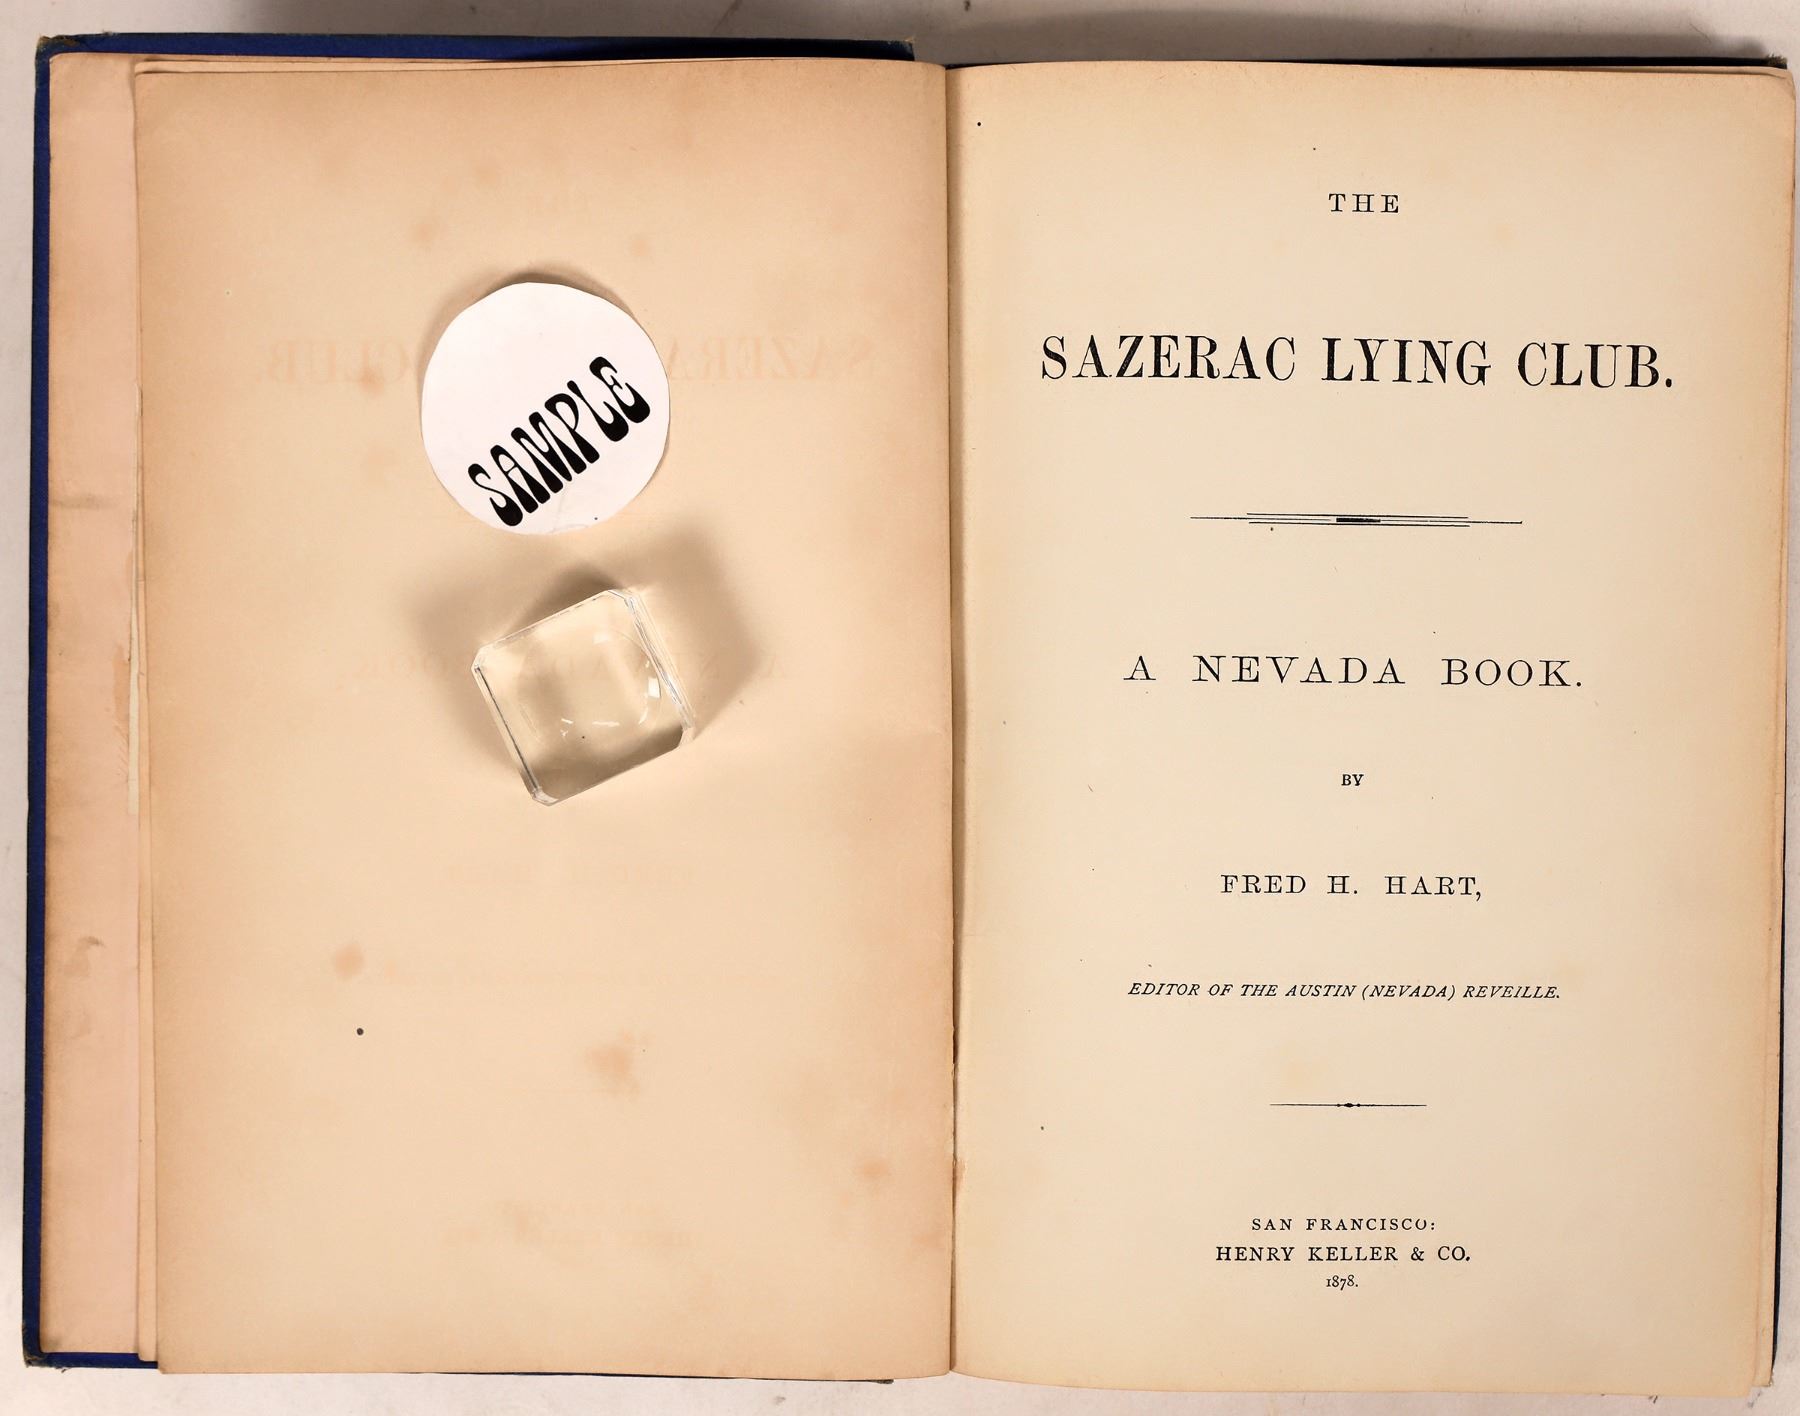 SAMPLE
THE
SAZERAC LYING CLUB.
A NEVADA BOOK.
BY
FRED H. HART,
EDITOR OF THE AUSTIN (NEVADA) REVEILLE.
SAN FRANCISCO:
HENRY KELLER & CO.
1878.